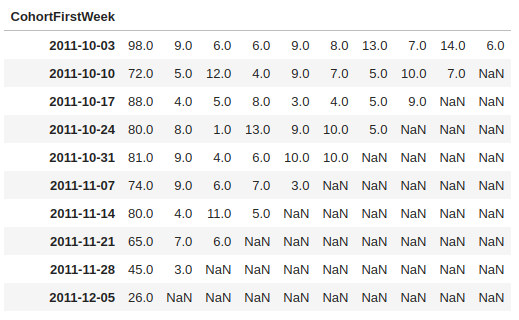 CohortFirstWeek
2011-10-03 98.0 9.0 6.0 6.0 9.0 8.0 13.0 7.0 14.0 6.0
2011-10-10 72.0 5.0 12.0 4.0 9.0 7.0 5.0 10.0 7.0 NaN
2011-10-17 88.0 4.0 5.0 8.0 3.0 4.0 5.0 9.0 NaN NaN
2011-10-24 80.0 8.0 1.0 13.0 9.0 10.0 5.0 NaN NaN NaN
2011-10-31 81.0 9.0 4.0 6.0 10.0 10.0 NaN NaN NaN NaN
2011-11-07 74.0 9.0 6.0 7.0 3.0 NaN NaN NaN NaN NaN
2011-11-14 80.0 4.0 11.0 5.0 NaN NaN NaN NaN NaN NaN
2011-11-21 65.0 7.0 6.0 NaN NaN NaN NaN NaN NaN NaN
2011-11-28 45.0 3.0 NaN NaN NaN NaN NaN NaN NaN NaN
2011-12-05 26.0 NaN NaN NaN NaN NaN NaN NaN NaN NaN